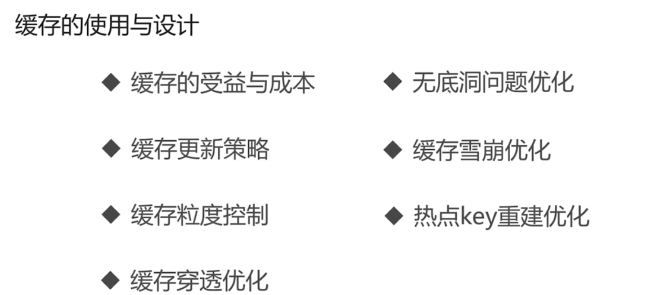 缓存的使用与设计
◆ 缓存的受益与成本
◆ 缓存更新策略
◆ 缓存粒度控制
◆ 缓存穿透优化
◆ 无底洞问题优化
◆ 缓存雪崩优化
◆ 热点key重建优化